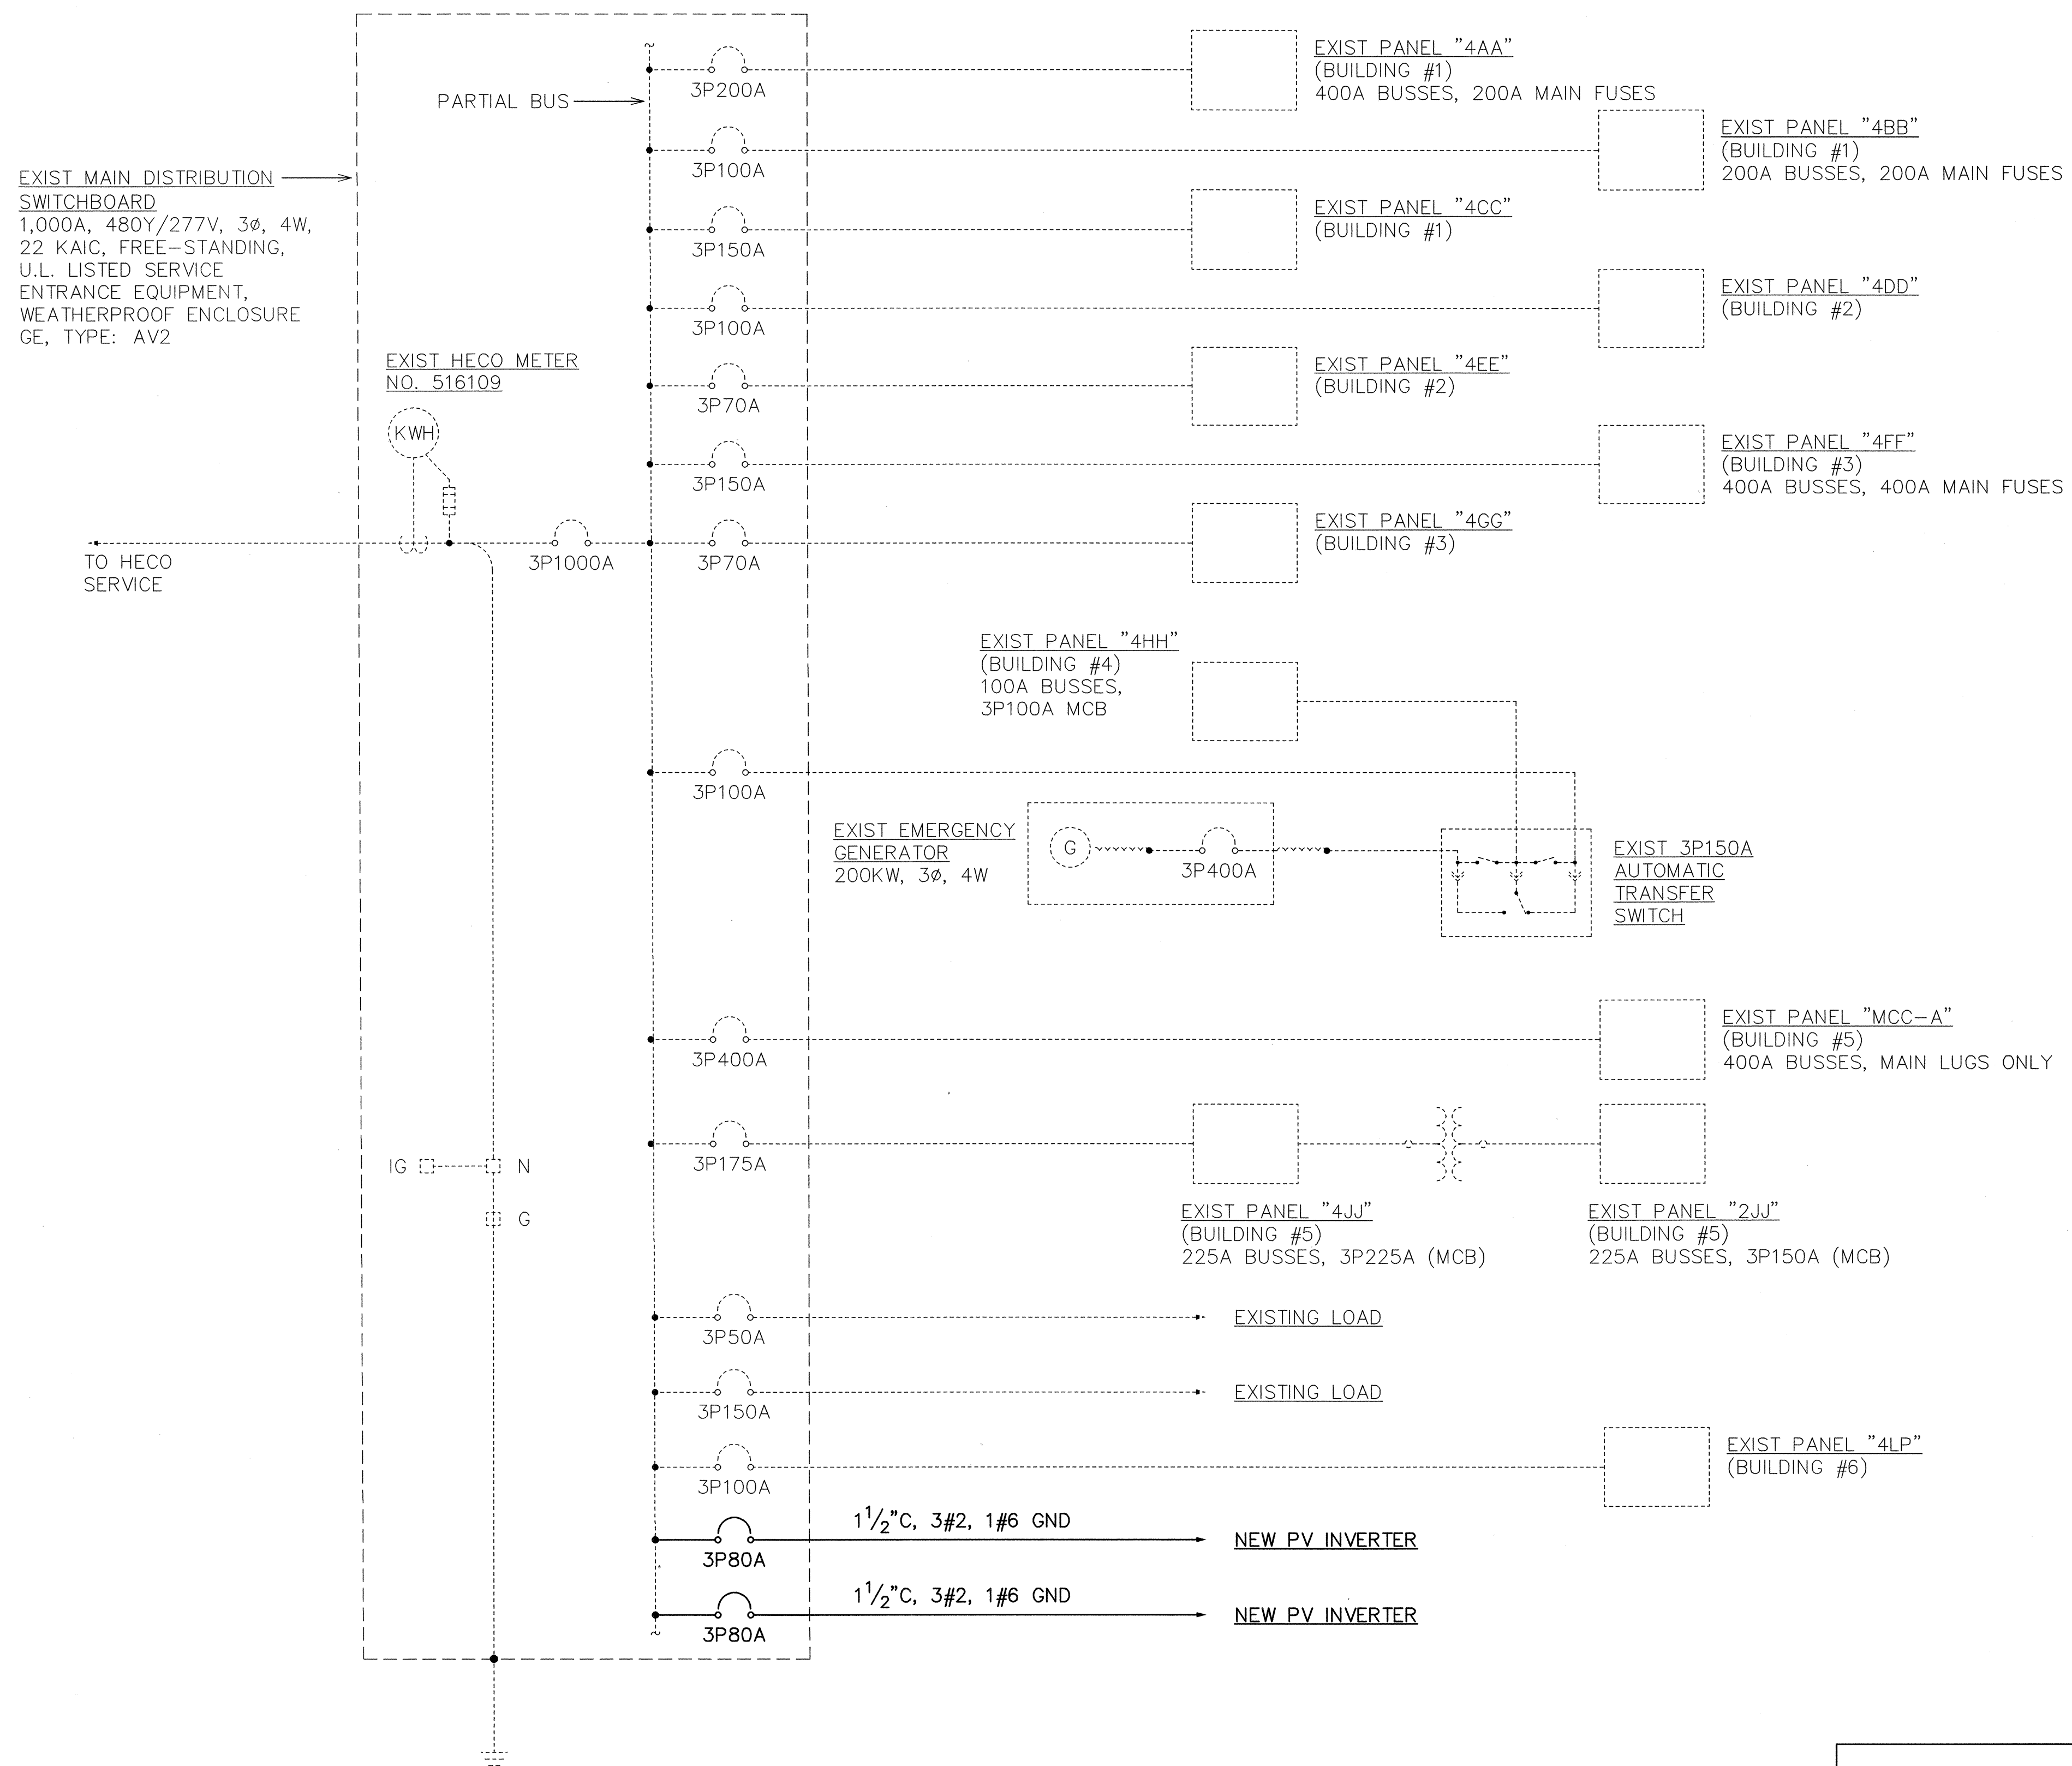 EXIST PANEL "4AA"
(BUILDING #1)
400A BUSSES, 200A MAIN FUSES
3P200A
PARTIAL BUS
EXIST PANEL "4BB"
(BUILDING #1)
200A BUSSES, 200A MAIN FUSES
3P100A
EXIST MAIN DISTRIBUTION
SWITCHBOARD
1,000A, 480Y/277V, 3ø, 4W,
22 KAIC, FREE-STANDING,
U.L. LISTED SERVICE
ENTRANCE EQUIPMENT,
WEATHERPROOF ENCLOSURE
GE, TYPE: AV2
EXIST PANEL "4CC"
(BUILDING #1)
3P150A
EXIST PANEL "4DD"
(BUILDING #2)
3P100A
EXIST HECO METER
NO. 516109
KWH
EXIST PANEL "4EE"
(BUILDING #2)
3P70A
EXIST PANEL "4FF"
(BUILDING #3)
400A BUSSES, 400A MAIN FUSES
3P150A
EXIST PANEL "4GG"
(BUILDING #3)
TO HECO
SERVICE
3P1000A
3P70A
EXIST PANEL "4HH"
(BUILDING #4)
100A BUSSES,
3P100A MCB
3P100A
EXIST EMERGENCY
GENERATOR
200KW, 3ø, 4W
G
3P400A
EXIST 3P150A
AUTOMATIC
TRANSFER
SWITCH
3P400A
EXIST PANEL "MCC-A"
(BUILDING #5)
400A BUSSES, MAIN LUGS ONLY
3P175A
IG
N
G
EXIST PANEL "4JJ"
(BUILDING #5)
225A BUSSES, 3P225A (MCB)
EXIST PANEL "2JJ"
(BUILDING #5)
225A BUSSES, 3P150A (MCB)
3P50A
EXISTING LOAD
3P150A
EXISTING LOAD
3P100A
EXIST PANEL "4LP"
(BUILDING #6)
1 1/2"C, 3#2, 1#6 GND
3P80A
NEW PV INVERTER
1 1/2"C, 3#2, 1#6 GND
3P80A
NEW PV INVERTER